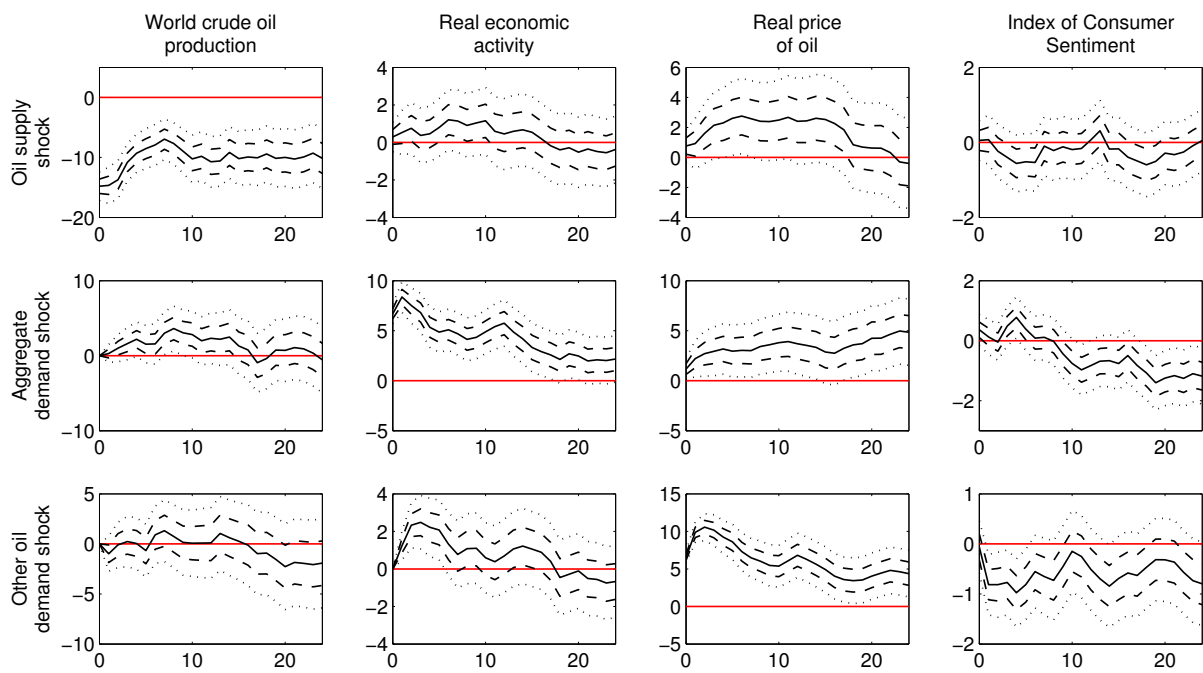 World crude oil
production
Real economic
activity
Real price
of oil
Index of Consumer
Sentiment
Oil supply
shock
0
−10
−20
0 10 20
4
2
0
−2
−4
0 10 20
6
4
2
0
−2
−4
0 10 20
2
0
−2
0 10 20
Aggregate
demand shock
10
0
−10
0 10 20
10
5
0
−5
0 10 20
10
5
0
−5
0 10 20
2
0
−2
0 10 20
Other oil
demand shock
5
0
−5
−10
0 10 20
4
2
0
−2
−4
0 10 20
15
10
5
0
−5
0 10 20
1
0
−1
−2
0 10 20